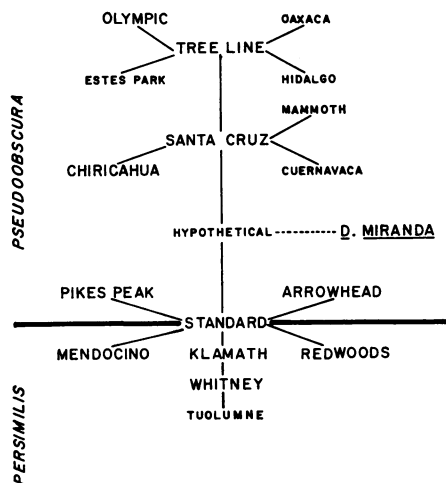 OLYMPIC
OAXACA
TREE LINE
ESTES PARK
HIDALGO
MAMMOTH
SANTA CRUZ
CHIRICAHUA
CUERNAVACA
PSEUDOOBSCURA
HYPOTHETICAL
D. MIRANDA
PIKES PEAK
ARROWHEAD
STANDARD
MENDOCINO
KLAMATH
REDWOODS
WHITNEY
TUOLUMNE
PERSIMILIS